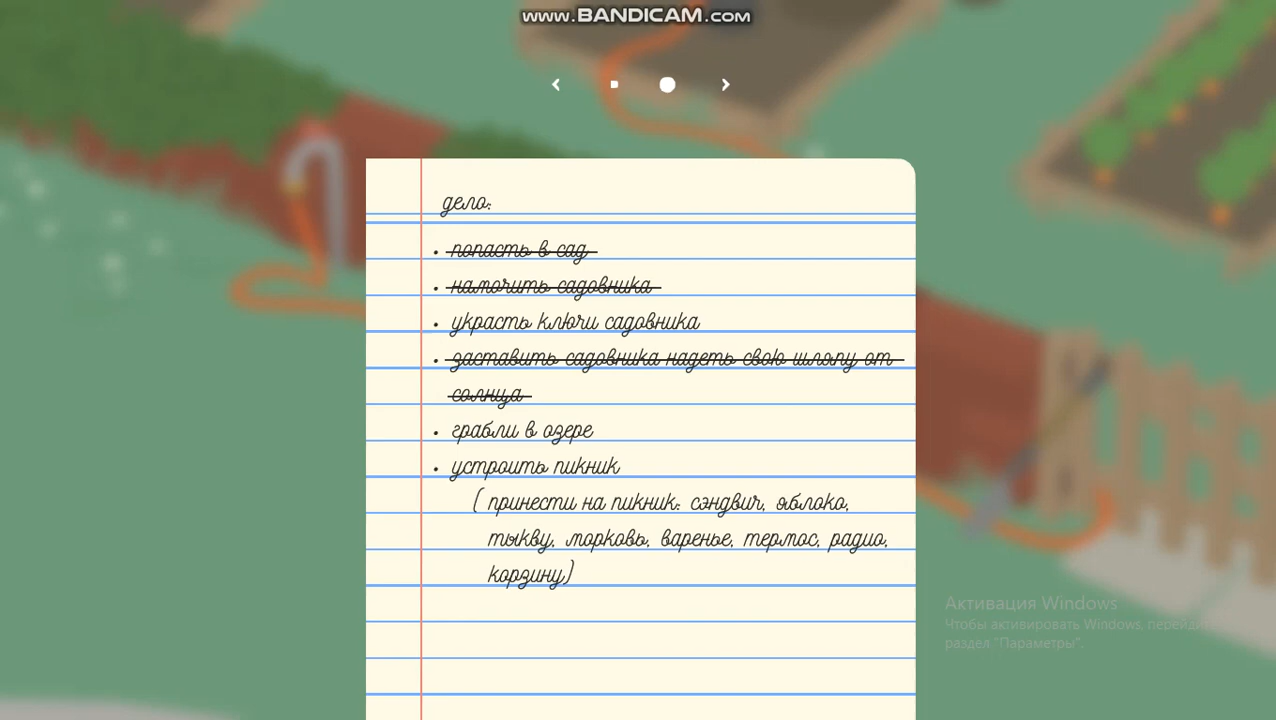 www.BANDICAM.com
дело:
• попасть в сад
• намочить садовника
• украсть ключи садовника
• заставить садовника надеть свою шляпу от
солнца
• грабли в озере
• устроить пикник
( принести на пикник: сэндвич, яблоко,
тыкву, морковь, варенье, термос, радио,
корзину)
Активация Windows
Чтобы активировать Windows, перейдите
раздел "Параметры".